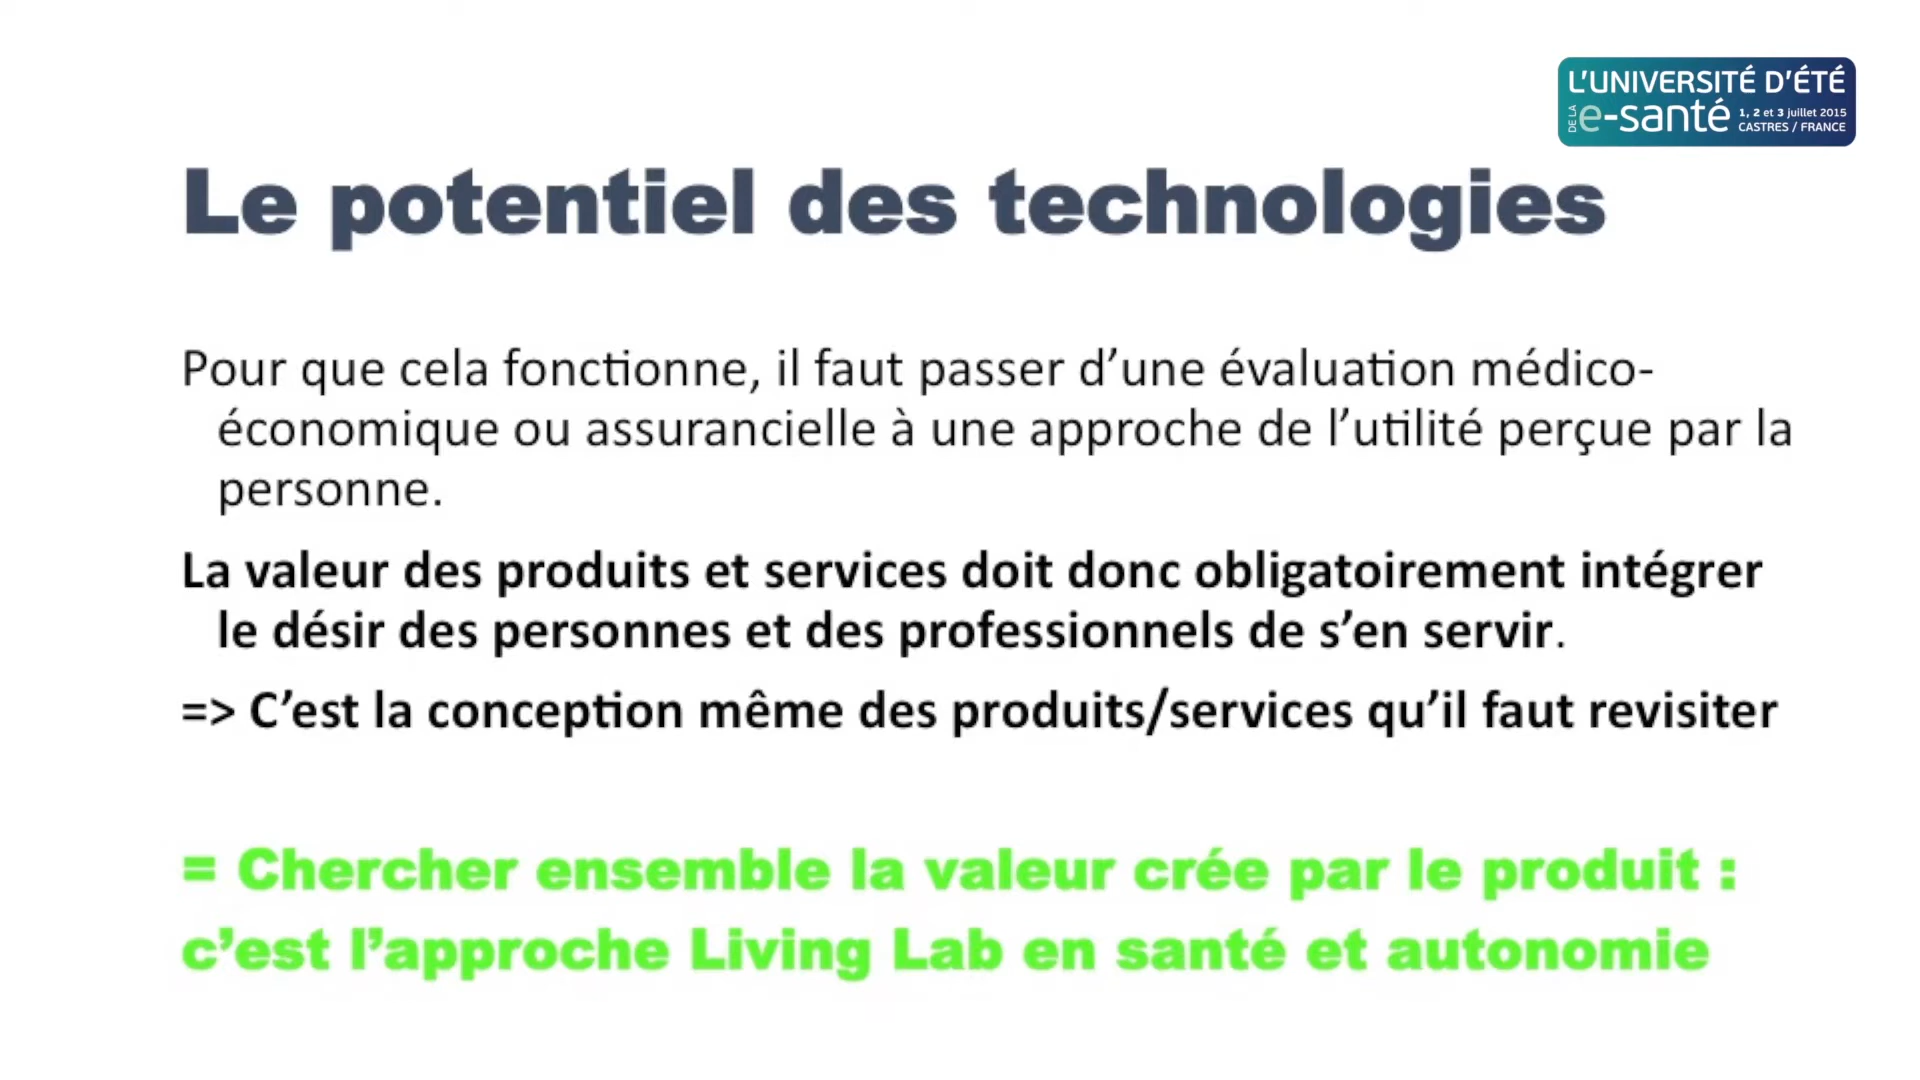 L'UNIVERSITÉ D'ÉTÉ
DE LA e-santé 1, 2 et 3 juillet 2015
CASTRES / FRANCE
Le potentiel des technologies
Pour que cela fonctionne, il faut passer d’une évaluation médico-
économique ou assurancielle à une approche de l’utilité perçue par la
personne.
La valeur des produits et services doit donc obligatoirement intégrer
le désir des personnes et des professionnels de s’en servir.
=> C’est la conception même des produits/services qu’il faut revisiter
= Chercher ensemble la valeur crée par le produit :
c’est l’approche Living Lab en santé et autonomie